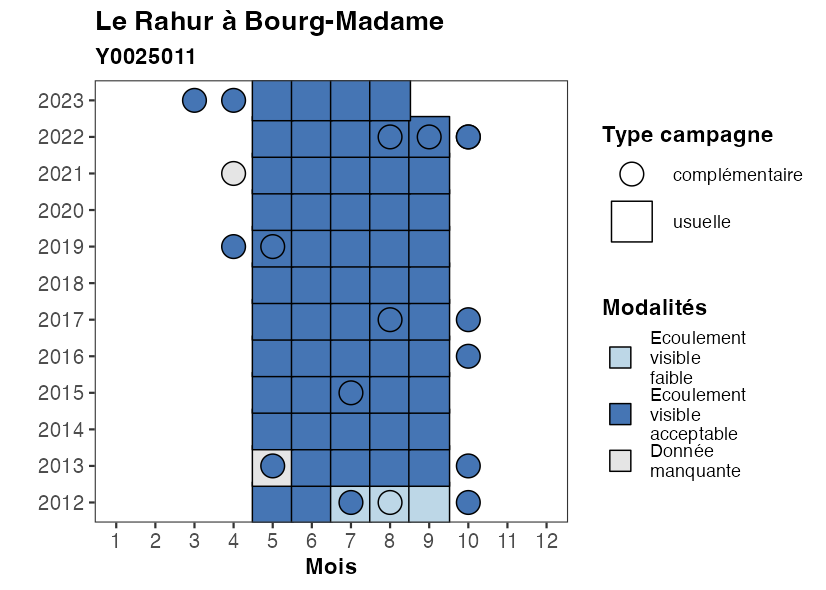 Le Rahur à Bourg-Madame
Y0025011
2023
2022
2021
2020
2019
2018
2017
2016
2015
2014
2013
2012
1 2 3 4 5 6 7 8 9 10 11 12
Mois
Type campagne
complémentaire
usuelle
Modalités
Ecoulement
visible
faible
Ecoulement
visible
acceptable
Donnée
manquante